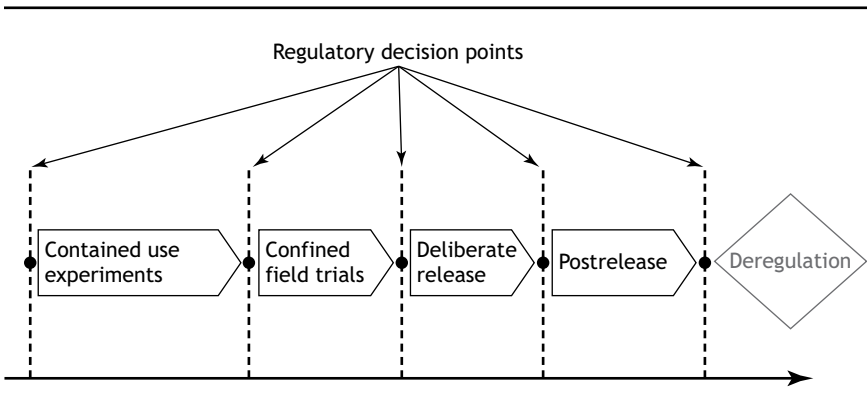 Regulatory decision points
Contained use
experiments
Confined
field trials
Deliberate
release
Postrelease
Deregulation